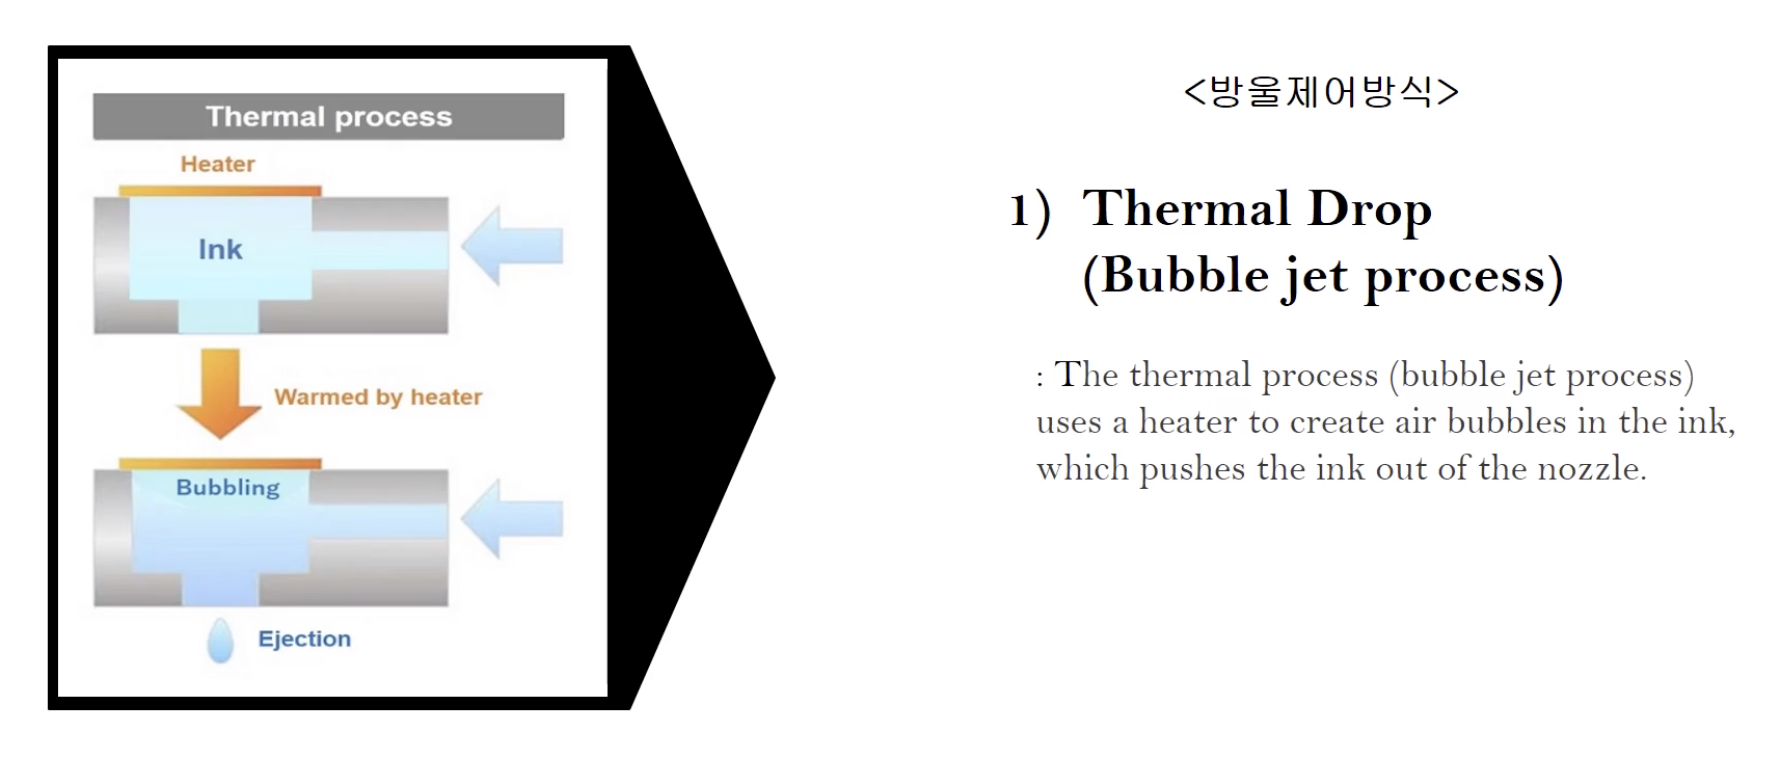 Thermal process
Heater
Ink
Warmed by heater
Bubbling
Ejection
<방울제어방식>
1) Thermal Drop
(Bubble jet process)
: The thermal process (bubble jet process)
uses a heater to create air bubbles in the ink,
which pushes the ink out of the nozzle.